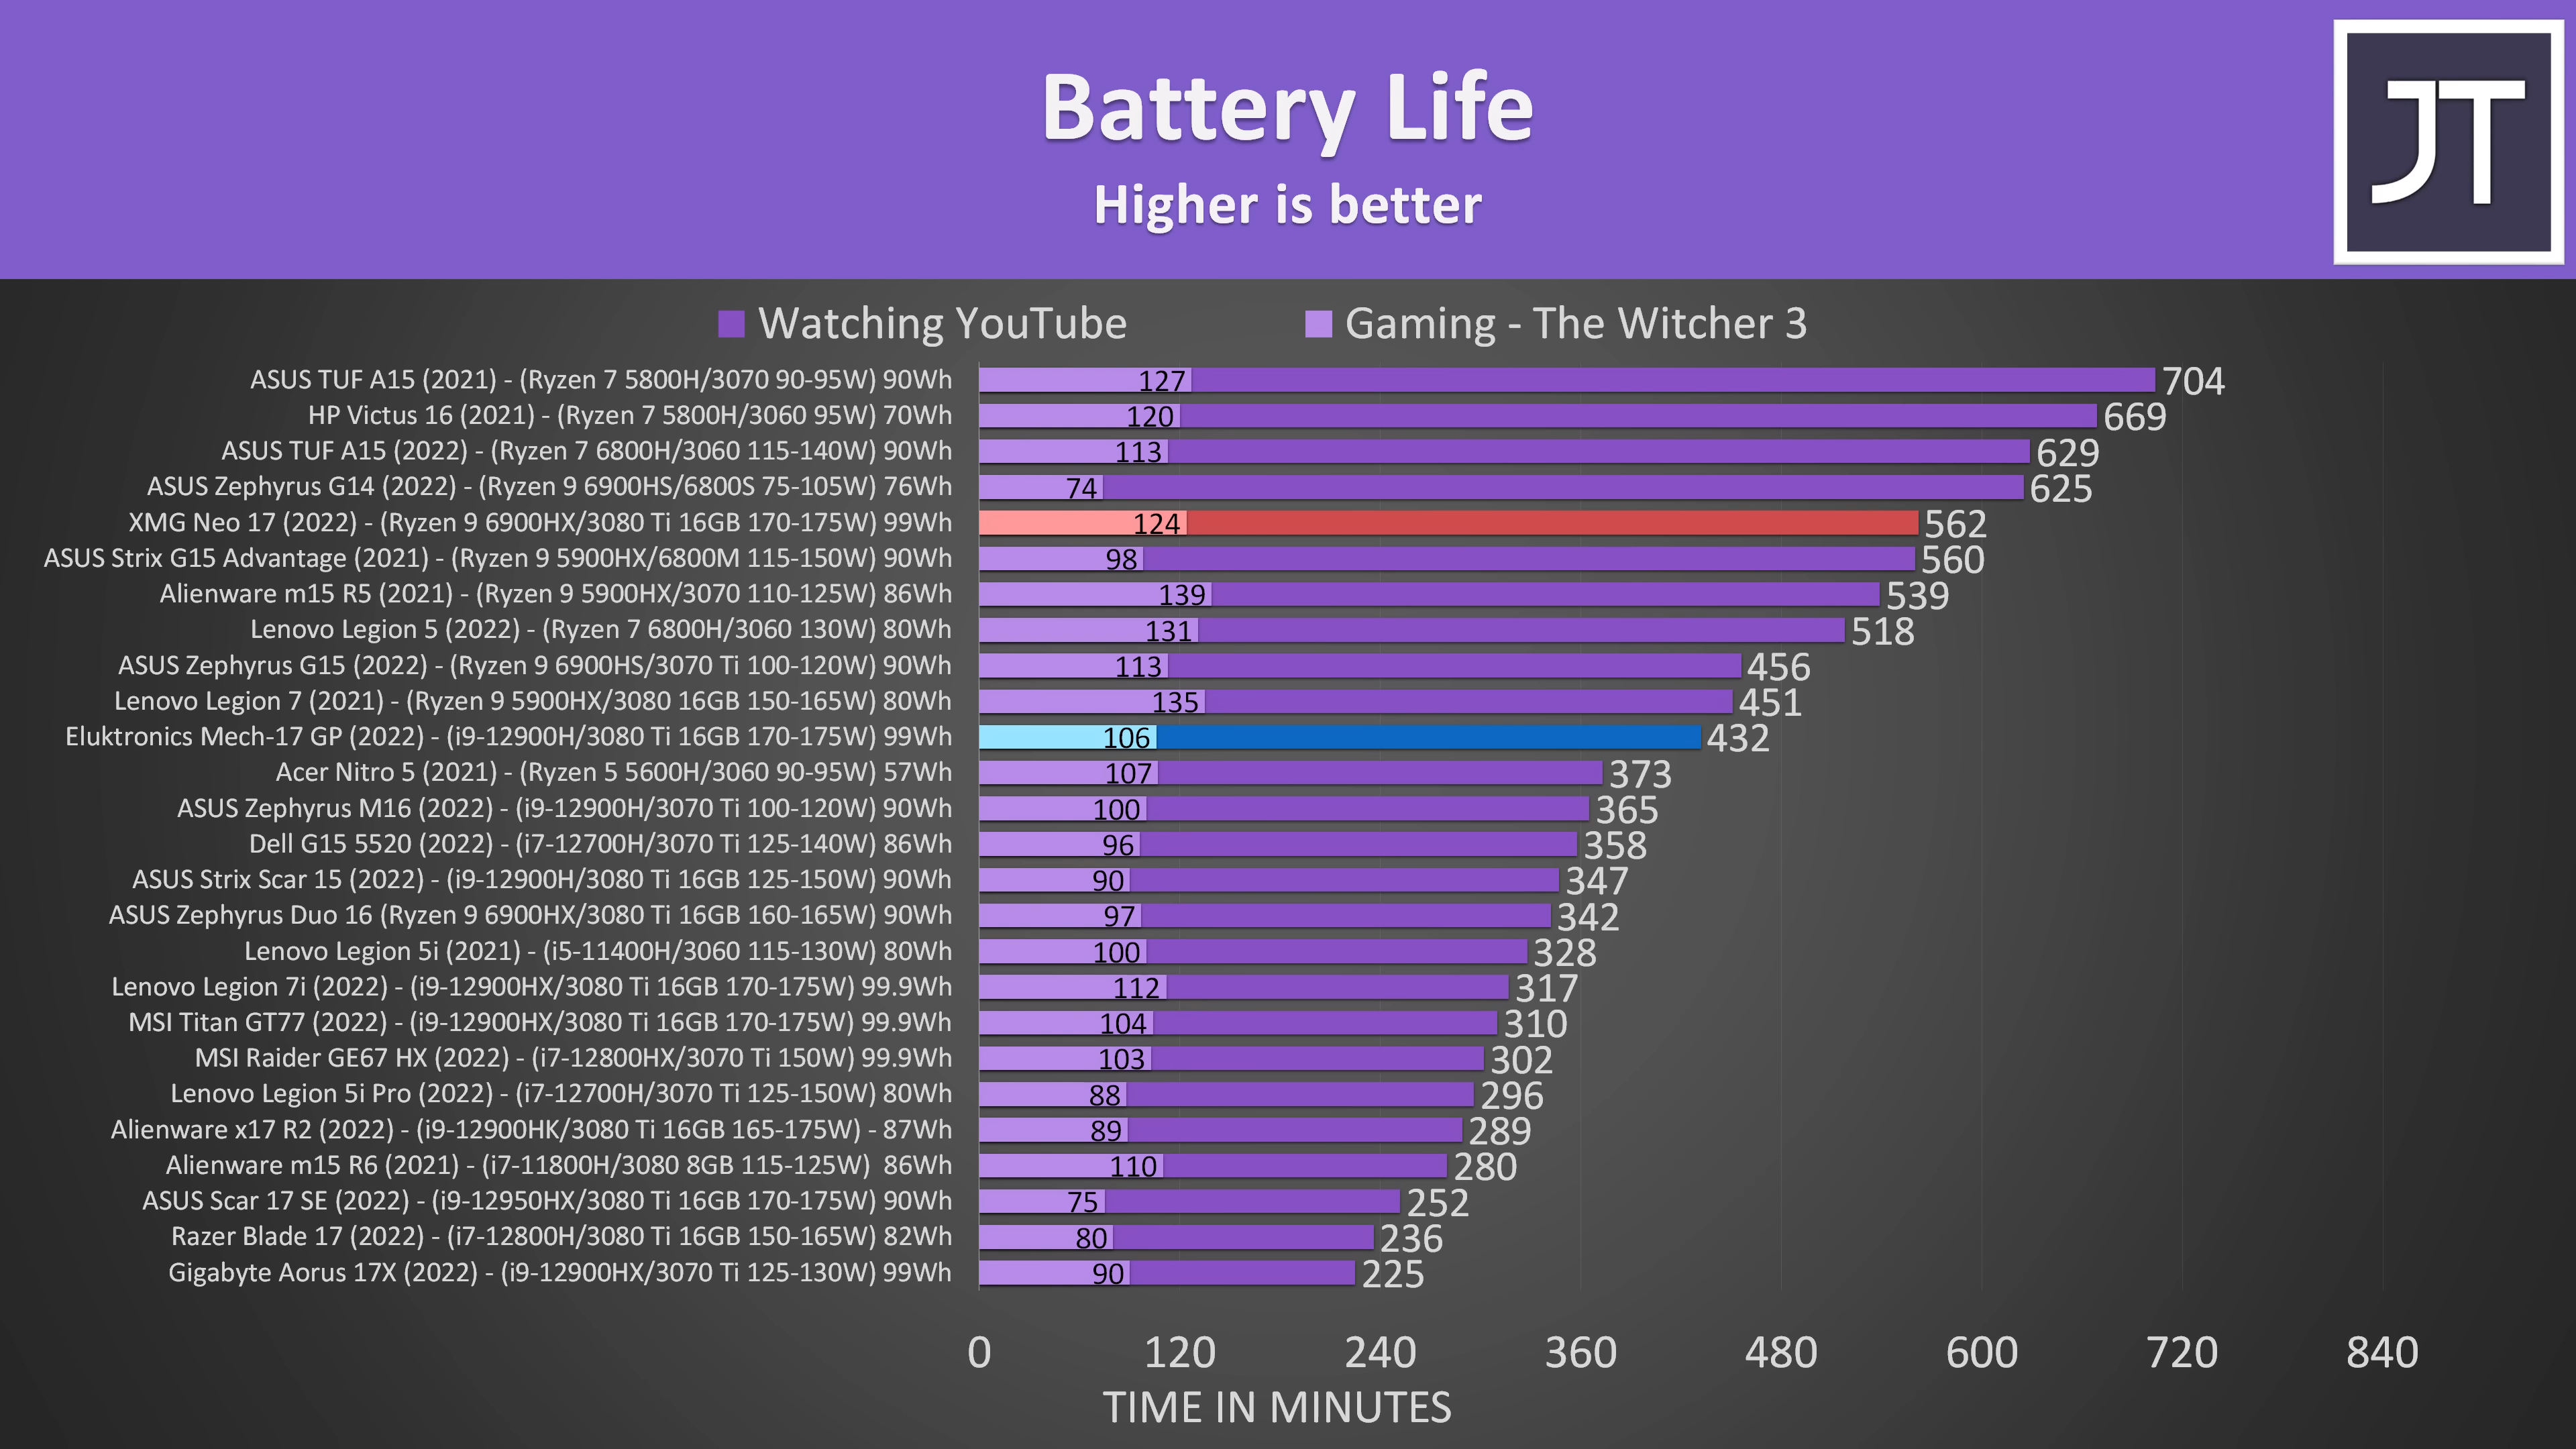 Battery Life
JT
Higher is better
Watching YouTube Gaming - The Witcher 3
ASUS TUF A15 (2021) - (Ryzen 7 5800H/3070 90-95W) 90Wh 127 704
HP Victus 16 (2021) - (Ryzen 7 5800H/3060 95W) 70Wh 120 669
ASUS TUF A15 (2022) - (Ryzen 7 6800H/3060 115-140W) 90Wh 113 629
ASUS Zephyrus G14 (2022) - (Ryzen 9 6900HS/6800S 75-105W) 76Wh 74 625
XMG Neo 17 (2022) - (Ryzen 9 6900HX/3080 Ti 16GB 170-175W) 99Wh 124 562
ASUS Strix G15 Advantage (2021) - (Ryzen 9 5900HX/6800M 115-150W) 90Wh 98 560
Alienware m15 R5 (2021) - (Ryzen 9 5900HX/3070 110-125W) 86Wh 139 539
Lenovo Legion 5 (2022) - (Ryzen 7 6800H/3060 130W) 80Wh 131 518
ASUS Zephyrus G15 (2022) - (Ryzen 9 6900HS/3070 Ti 100-120W) 90Wh 113 456
Lenovo Legion 7 (2021) - (Ryzen 9 5900HX/3080 16GB 150-165W) 80Wh 135 451
Eluktronics Mech-17 GP (2022) - (i9-12900H/3080 Ti 16GB 170-175W) 99Wh 106 432
Acer Nitro 5 (2021) - (Ryzen 5 5600H/3060 90-95W) 57Wh 107 373
ASUS Zephyrus M16 (2022) - (i9-12900H/3070 Ti 100-120W) 90Wh 100 365
Dell G15 5520 (2022) - (i7-12700H/3070 Ti 125-140W) 86Wh 96 358
ASUS Strix Scar 15 (2022) - (i9-12900H/3080 Ti 16GB 125-150W) 90Wh 90 347
ASUS Zephyrus Duo 16 (Ryzen 9 6900HX/3080 Ti 16GB 160-165W) 90Wh 97 342
Lenovo Legion 5i (2021) - (i5-11400H/3060 115-130W) 80Wh 100 328
Lenovo Legion 7i (2022) - (i9-12900HX/3080 Ti 16GB 170-175W) 99.9Wh 112 317
MSI Titan GT77 (2022) - (i9-12900HX/3080 Ti 16GB 170-175W) 99.9Wh 104 310
MSI Raider GE67 HX (2022) - (i7-12800HX/3070 Ti 150W) 99.9Wh 103 302
Lenovo Legion 5i Pro (2022) - (i7-12700H/3070 Ti 125-150W) 80Wh 88 296
Alienware x17 R2 (2022) - (i9-12900HK/3080 Ti 16GB 165-175W) - 87Wh 89 289
Alienware m15 R6 (2021) - (i7-11800H/3080 8GB 115-125W) 86Wh 110 280
ASUS Scar 17 SE (2022) - (i9-12950HX/3080 Ti 16GB 170-175W) 90Wh 75 252
Razer Blade 17 (2022) - (i7-12800H/3080 Ti 16GB 150-165W) 82Wh 80 236
Gigabyte Aorus 17X (2022) - (i9-12900HX/3070 Ti 125-130W) 99Wh 90 225
0 120 240 360 480 600 720 840
TIME IN MINUTES